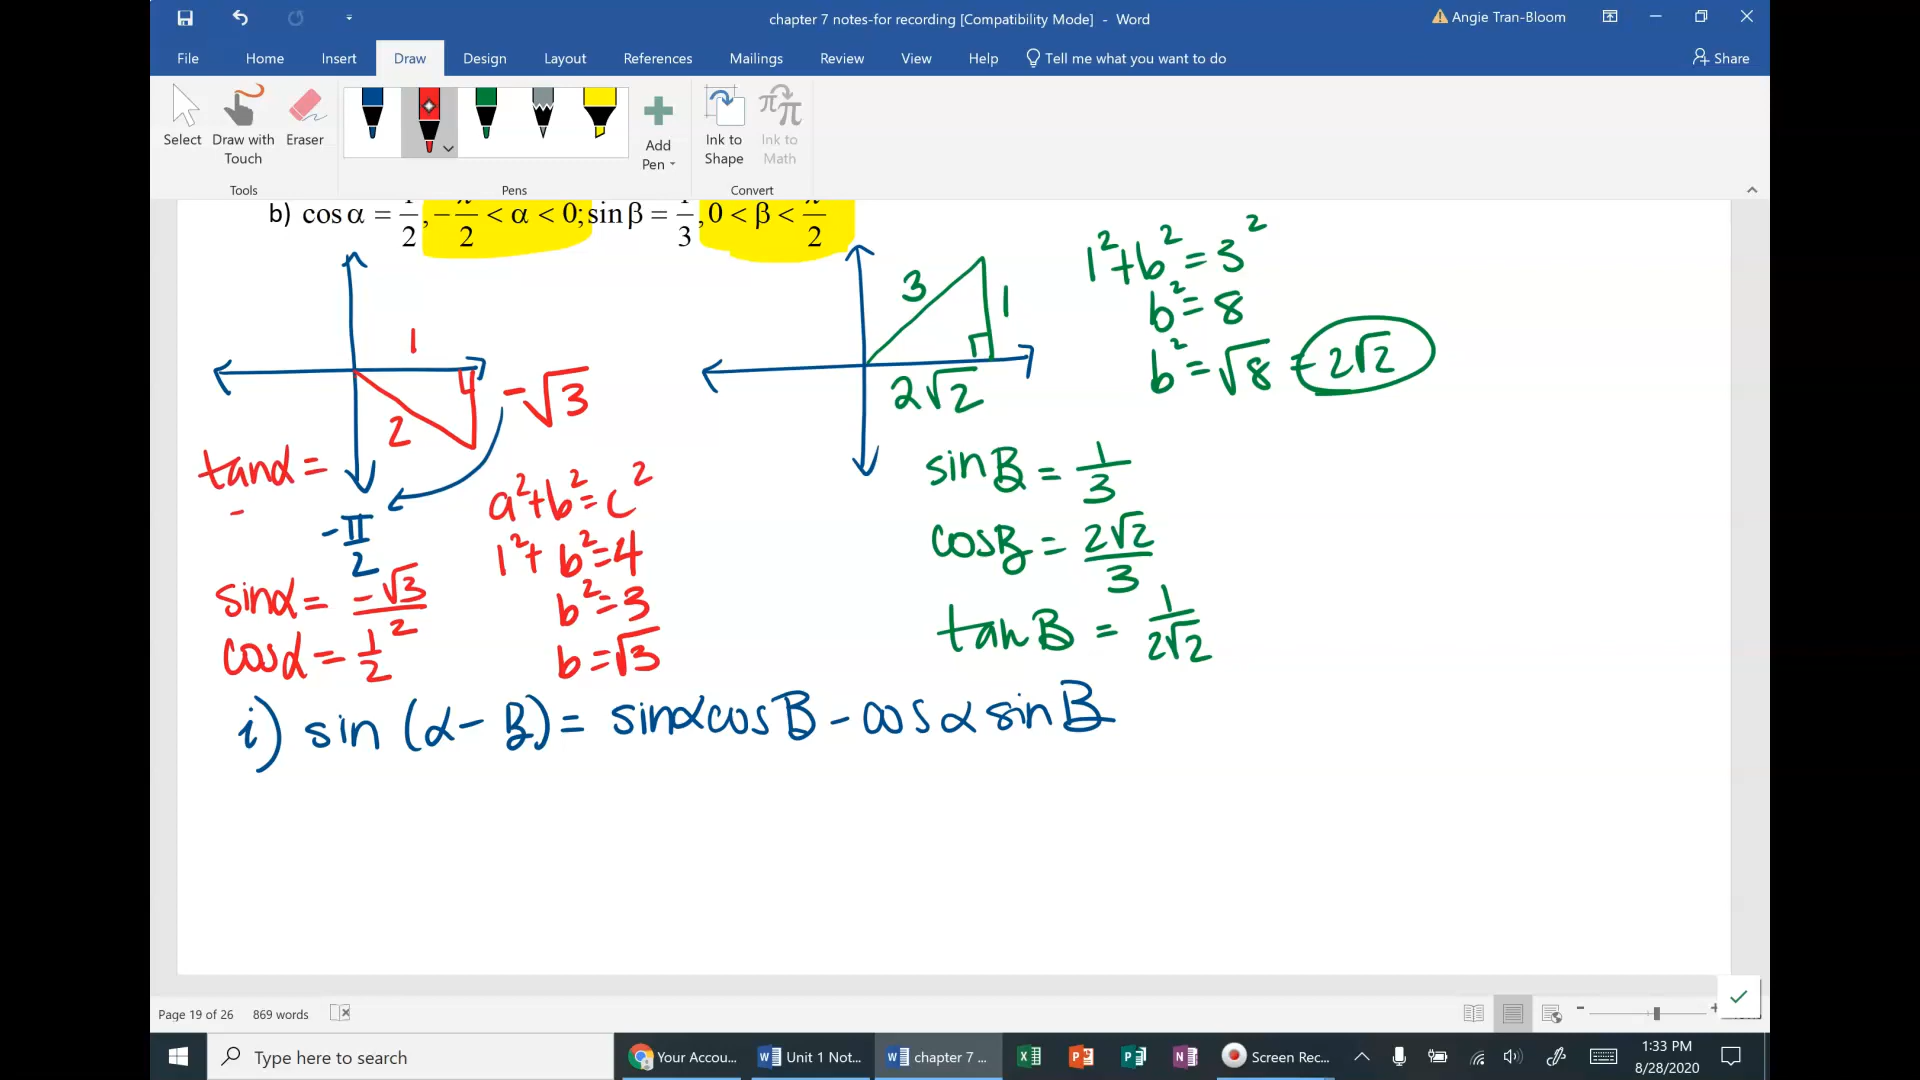 chapter 7 notes-for recording [Compatibility Mode] - Word
Angie Tran-Bloom
File Home Insert Draw Design Layout References Mailings Review View Help Tell me what you want to do Share
Select Draw with Touch Eraser Add Pen Ink to Shape Ink to Math
Tools Pens Convert
b) cos α = 1/2, -π/2 < α < 0; sin β = 1/3, 0 < β < π/2
1
2
-√3
3
1
2√2
1² + b² = 3²
b² = 8
b² = √8 = 2√2
tanα =
-
-π/2
sinα = -√3/2
cosα = 1/2
a² + b² = c²
1² + b² = 4
b² = 3
b = √3
sinB = 1/3
cosB = 2√2/3
tanB = 1/2√2
i) sin (α - B) = sinαcosB - cosα sinB
Page 19 of 26 869 words
Type here to search
Your Accou... Unit 1 Not... chapter 7 ... Screen Rec...
1:33 PM
8/28/2020